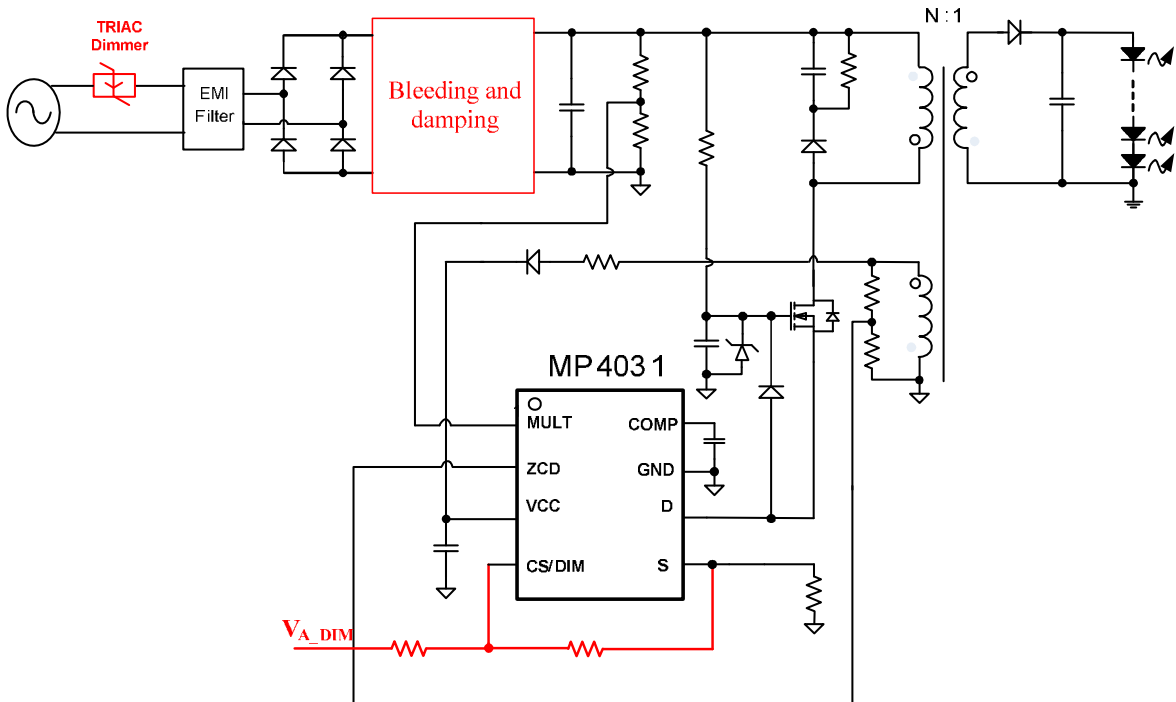 N : 1
TRIAC
Dimmer
EMI
Filter
Bleeding and
damping
MP4031
MULT
COMP
ZCD
GND
VCC
D
CS/DIM
S
VA_DIM